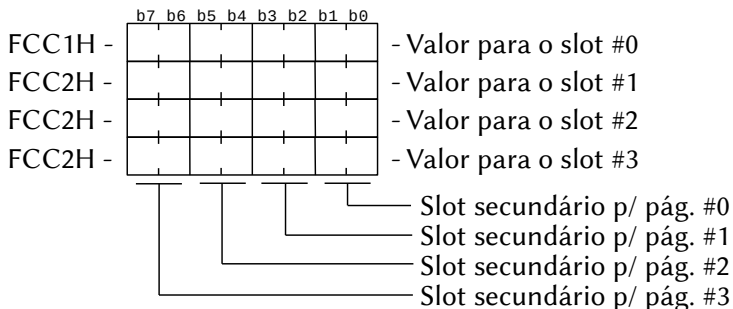 b7 b6 b5 b4 b3 b2 b1 b0
FCC1H - - Valor para o slot #0
FCC2H - - Valor para o slot #1
FCC2H - - Valor para o slot #2
FCC2H - - Valor para o slot #3
Slot secundário p/ pág. #0
Slot secundário p/ pág. #1
Slot secundário p/ pág. #2
Slot secundário p/ pág. #3